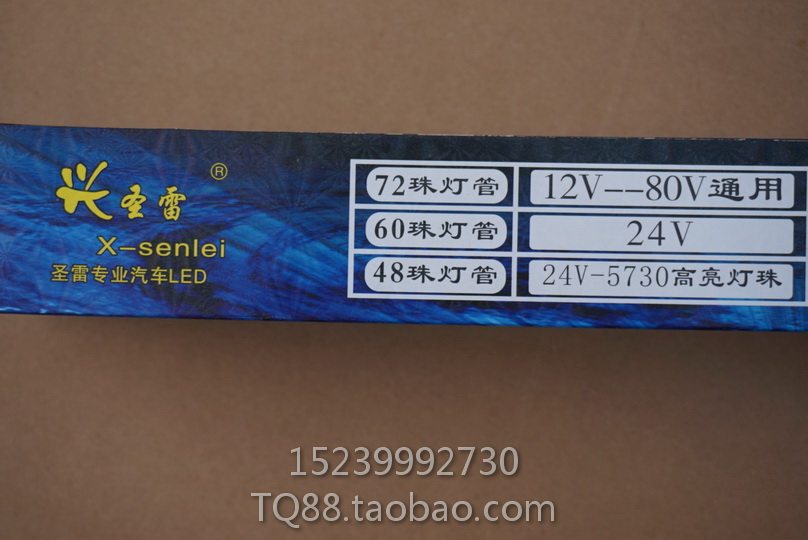 圣雷®
X-senlei
圣雷专业汽车LED
72珠灯管 12V--80V通用
60珠灯管 24V
48珠灯管 24V-5730高亮灯珠
15239992730
TQ88.taobao.com